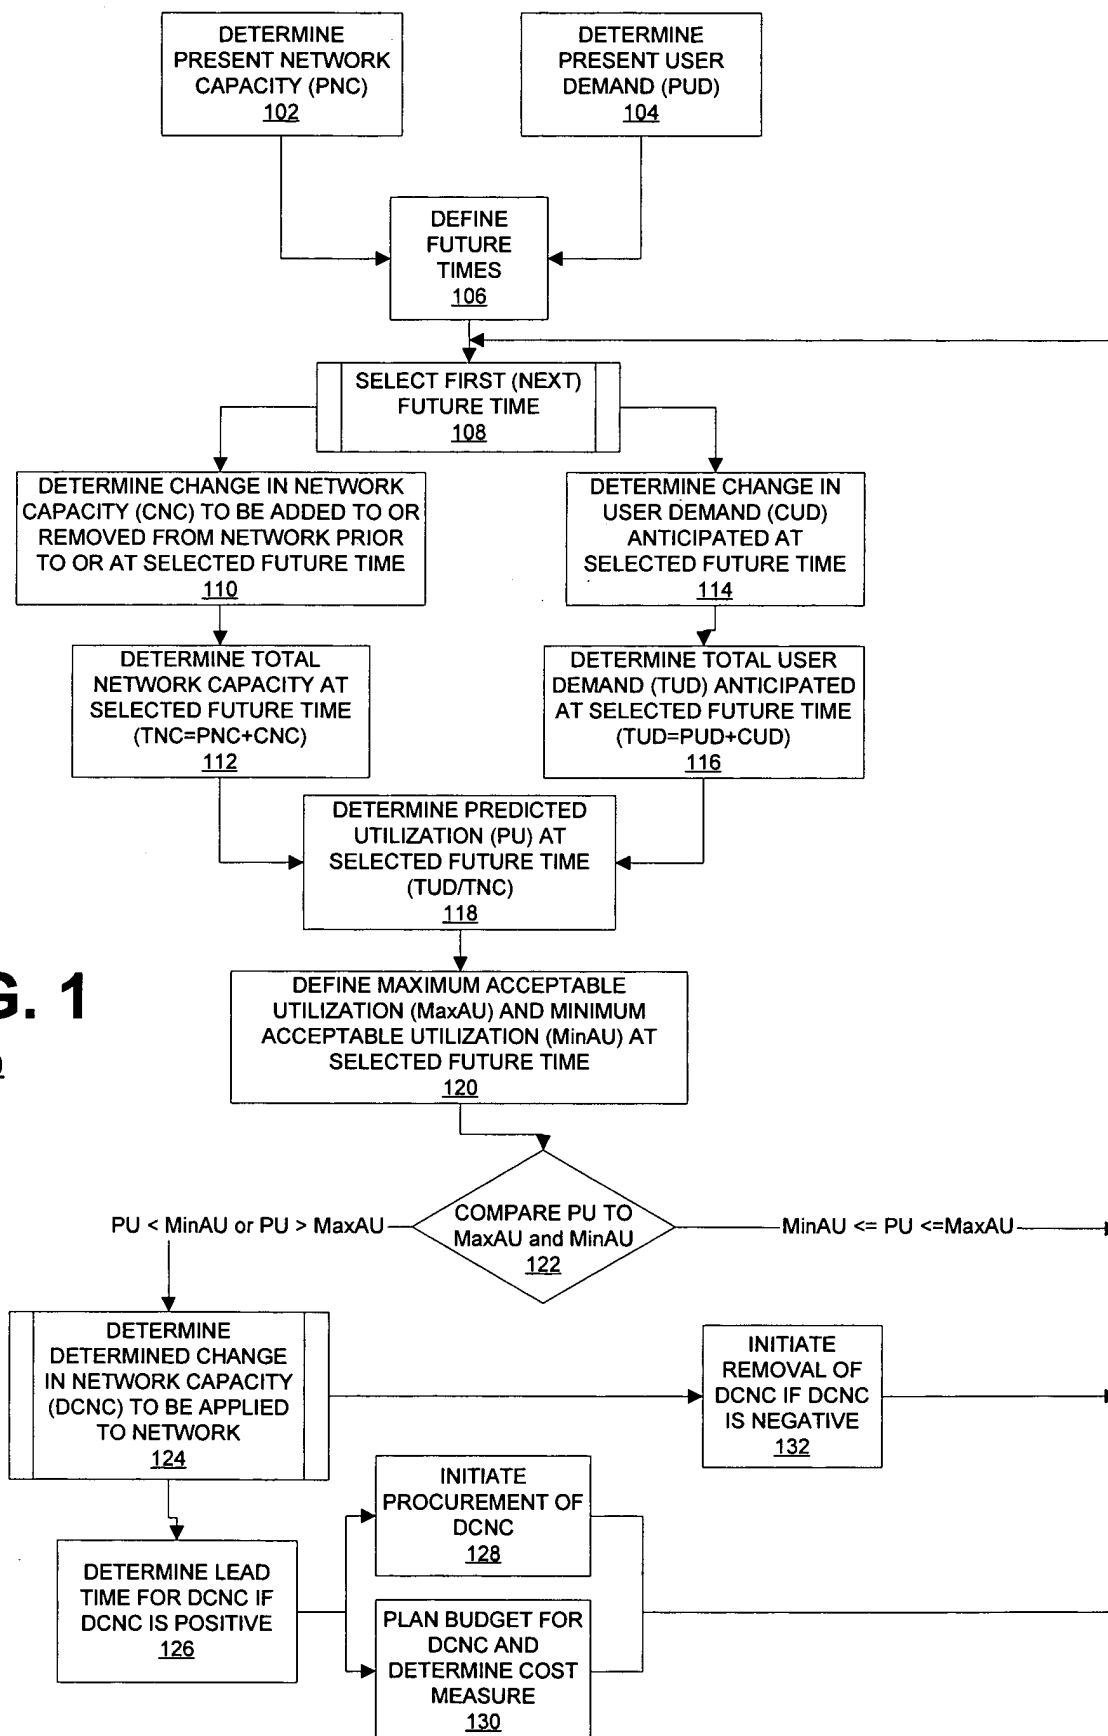 DETERMINE
PRESENT NETWORK
CAPACITY (PNC)
102
DETERMINE
PRESENT USER
DEMAND (PUD)
104
DEFINE
FUTURE
TIMES
106
SELECT FIRST (NEXT)
FUTURE TIME
108
DETERMINE CHANGE IN NETWORK
CAPACITY (CNC) TO BE ADDED TO OR
REMOVED FROM NETWORK PRIOR
TO OR AT SELECTED FUTURE TIME
110
DETERMINE CHANGE IN
USER DEMAND (CUD)
ANTICIPATED AT
SELECTED FUTURE TIME
114
DETERMINE TOTAL
NETWORK CAPACITY AT
SELECTED FUTURE TIME
(TNC=PNC+CNC)
112
DETERMINE TOTAL USER
DEMAND (TUD) ANTICIPATED
AT SELECTED FUTURE TIME
(TUD=PUD+CUD)
116
DETERMINE PREDICTED
UTILIZATION (PU) AT
SELECTED FUTURE TIME
(TUD/TNC)
118
G. 1
DEFINE MAXIMUM ACCEPTABLE
UTILIZATION (MaxAU) AND MINIMUM
ACCEPTABLE UTILIZATION (MinAU) AT
SELECTED FUTURE TIME
120
PU < MinAU or PU > MaxAU
COMPARE PU TO
MaxAU and MinAU
122
MinAU <= PU <=MaxAU
DETERMINE
DETERMINED CHANGE
IN NETWORK CAPACITY
(DCNC) TO BE APPLIED
TO NETWORK
124
INITIATE
REMOVAL OF
DCNC IF DCNC
IS NEGATIVE
132
INITIATE
PROCUREMENT OF
DCNC
128
DETERMINE LEAD
TIME FOR DCNC IF
DCNC IS POSITIVE
126
PLAN BUDGET FOR
DCNC AND
DETERMINE COST
MEASURE
130